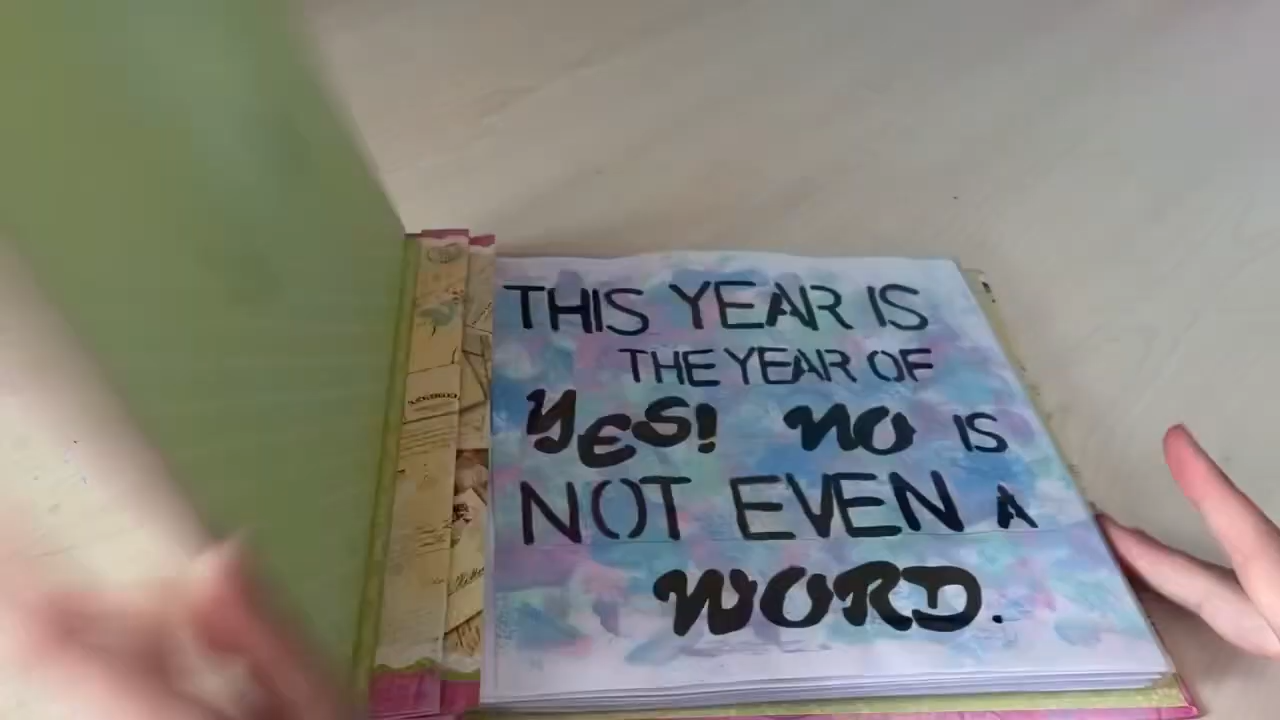 THIS YEAR IS
THE YEAR OF
YES! NO IS
NOT EVEN A
WORD.